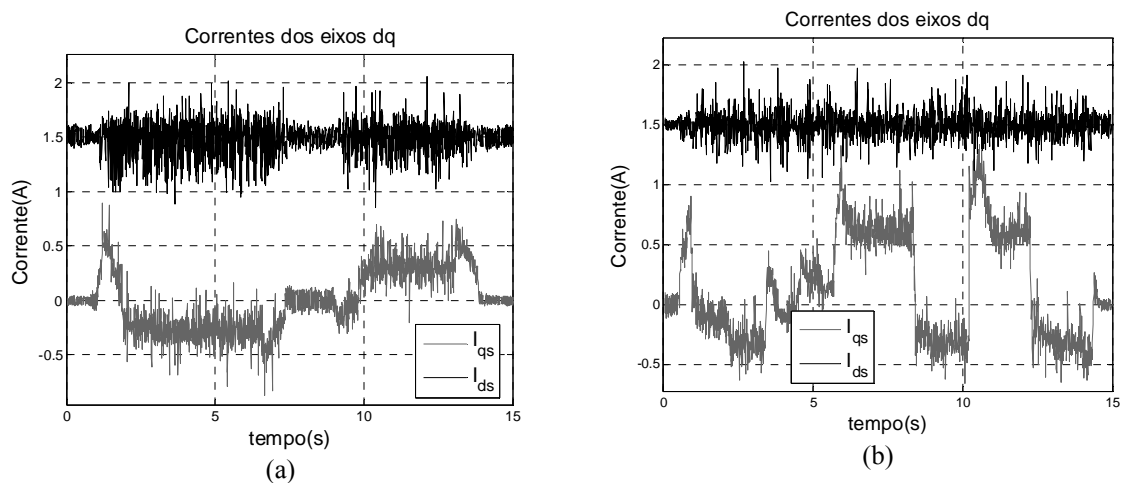 Correntes dos eixos dq
Corrente(A)
2
1.5
1
0.5
0
-0.5
0
5
10
15
tempo(s)
I_qs
I_ds
(a)
Correntes dos eixos dq
Corrente(A)
2
1.5
1
0.5
0
-0.5
0
5
10
15
tempo(s)
I_qs
I_ds
(b)